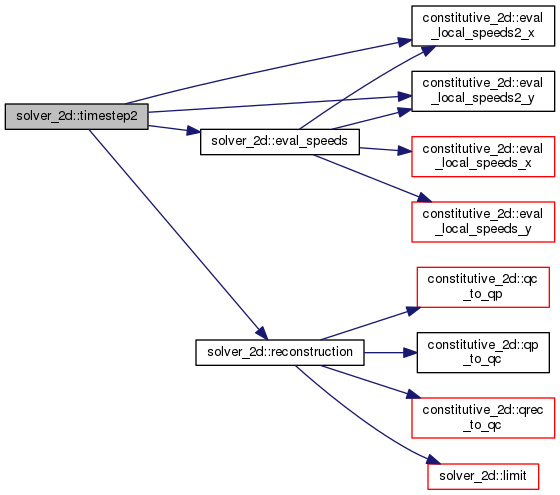 solver_2d::timestep2
constitutive_2d::eval
_local_speeds2_x
constitutive_2d::eval
_local_speeds2_y
solver_2d::eval_speeds
constitutive_2d::eval
_local_speeds_x
constitutive_2d::eval
_local_speeds_y
solver_2d::reconstruction
constitutive_2d::qc
_to_qp
constitutive_2d::qp
_to_qc
constitutive_2d::qrec
_to_qc
solver_2d::limit